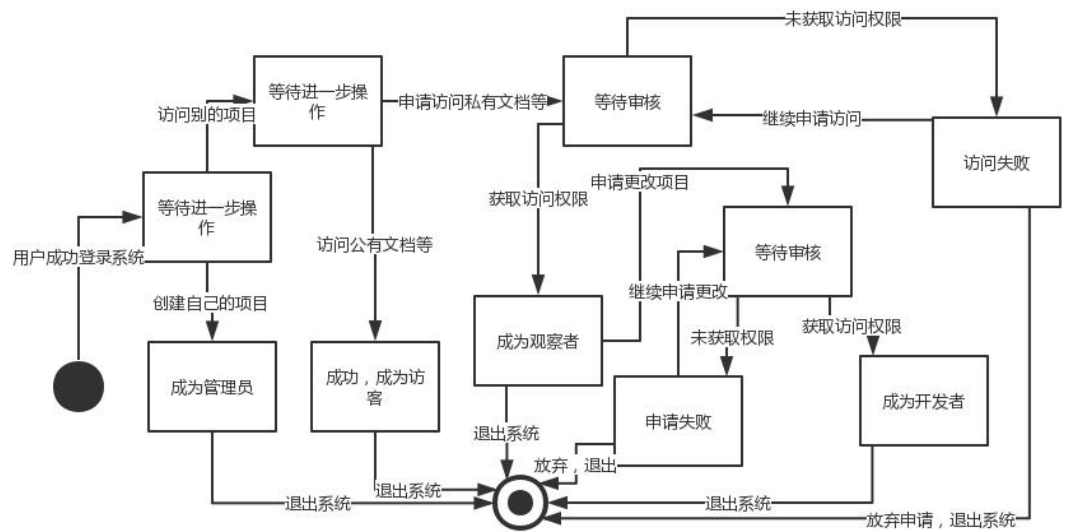 未获取访问权限
等待进一步操
作
访问别的项目
申请访问私有文档等
等待审核
继续申请访问
访问失败
等待进一步操
作
用户成功登录系统
获取访问权限
申请更改项目
访问公有文档等
等待审核
继续申请更改
创建自己的项目
未获取权限
获取访问权限
成为管理员
成功，成为访
客
成为观察者
申请失败
成为开发者
退出系统
放弃，退出
退出系统
退出系统
退出系统
放弃申请，退出系统